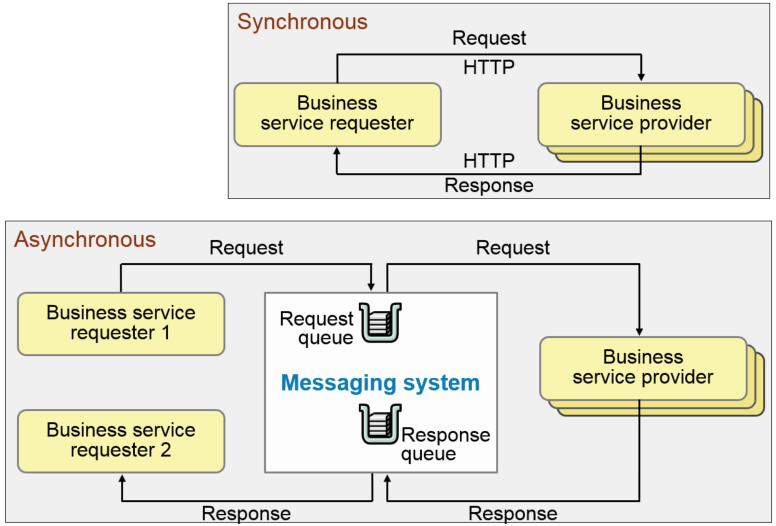 Synchronous
Request
HTTP
Business
service requester
Business
service provider
HTTP
Response
Asynchronous
Request
Request
Business service
requester 1
Request
queue
Messaging system
Business
service provider
Business service
requester 2
Response
queue
Response
Response